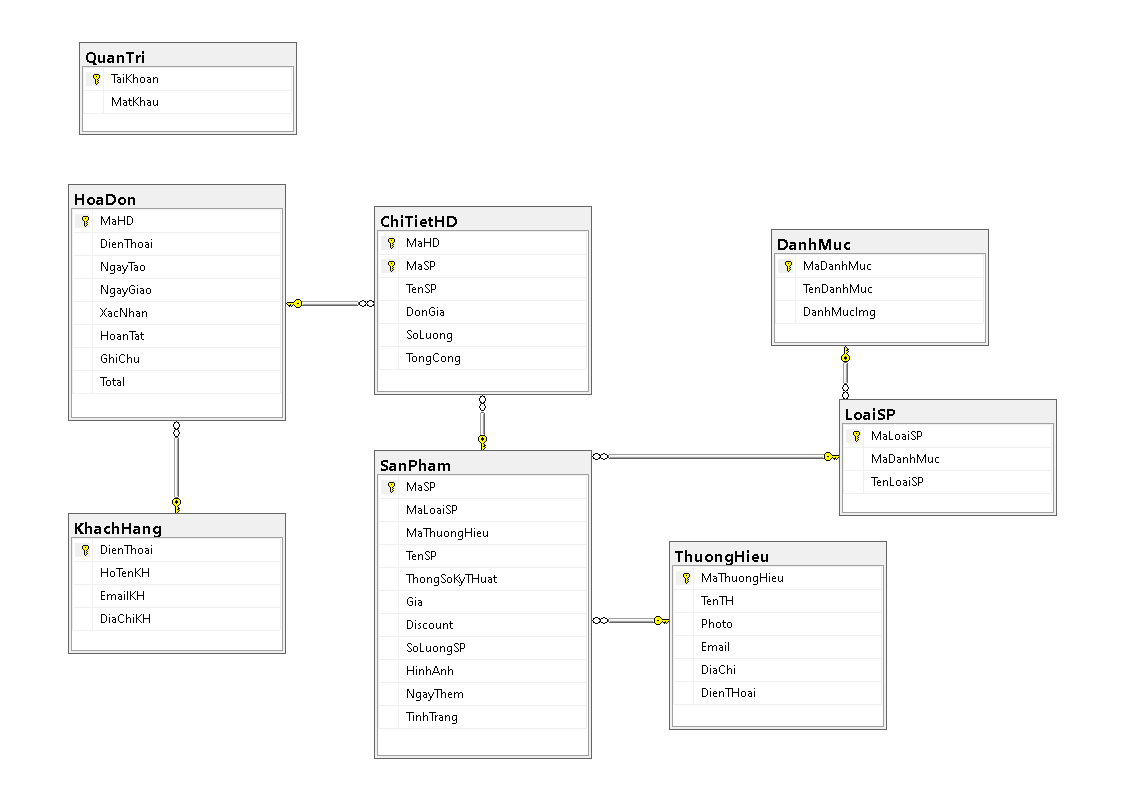 QuanTri
TaiKhoan
MatKhau
HoaDon
MaHD
DienThoai
NgayTao
NgayGiao
XacNhan
HoanTat
GhiChu
Total
ChiTietHD
MaHD
MaSP
TenSP
DonGia
SoLuong
TongCong
DanhMuc
MaDanhMuc
TenDanhMuc
DanhMucImg
LoaiSP
MaLoaiSP
MaDanhMuc
TenLoaiSP
SanPham
MaSP
MaLoaiSP
MaThuongHieu
TenSP
ThongSoKyTHuat
Gia
Discount
SoLuongSP
HinhAnh
NgayThem
TinhTrang
KhachHang
DienThoai
HoTenKH
EmailKH
DiaChiKH
ThuongHieu
MaThuongHieu
TenTH
Photo
Email
DiaChi
DienTHoai